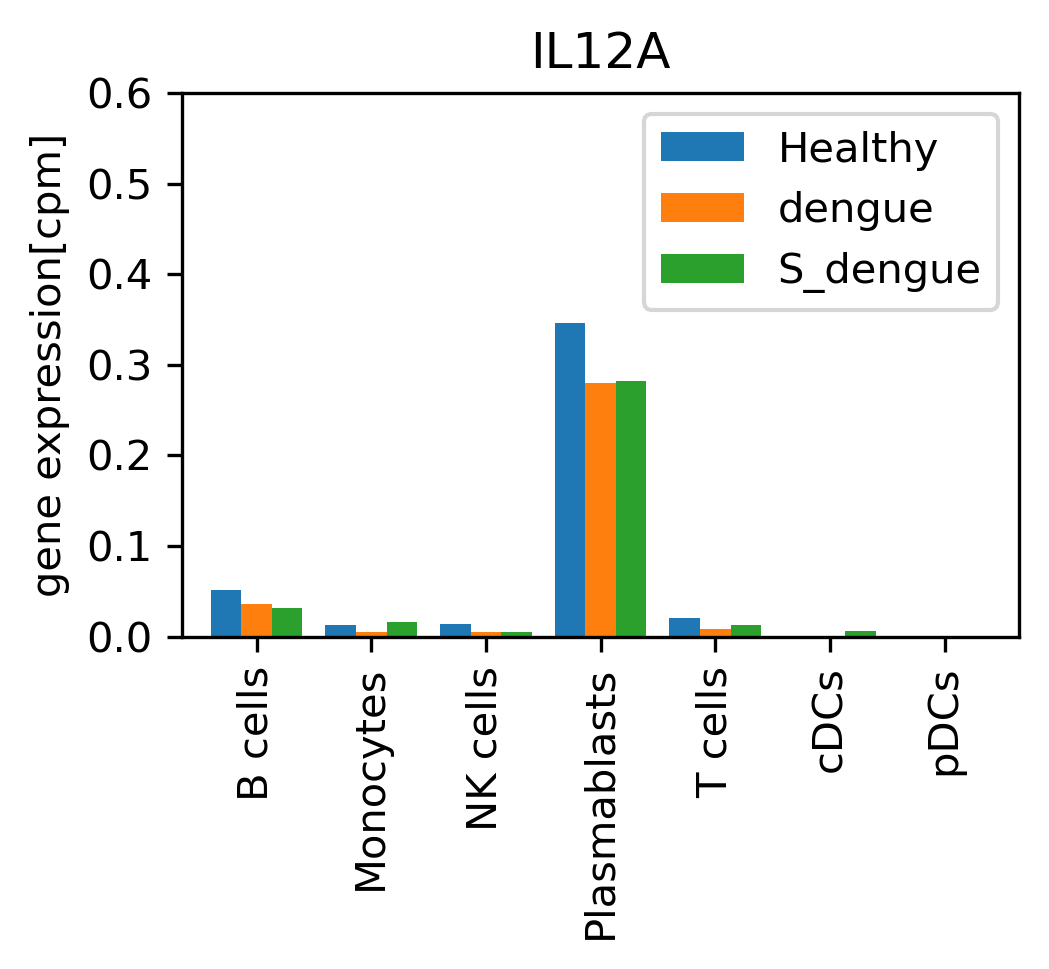 IL12A
gene expression[cpm]
0.6
0.5
0.4
0.3
0.2
0.1
0.0
Healthy
dengue
S_dengue
B cells
Monocytes
NK cells
Plasmablasts
T cells
cDCs
pDCs